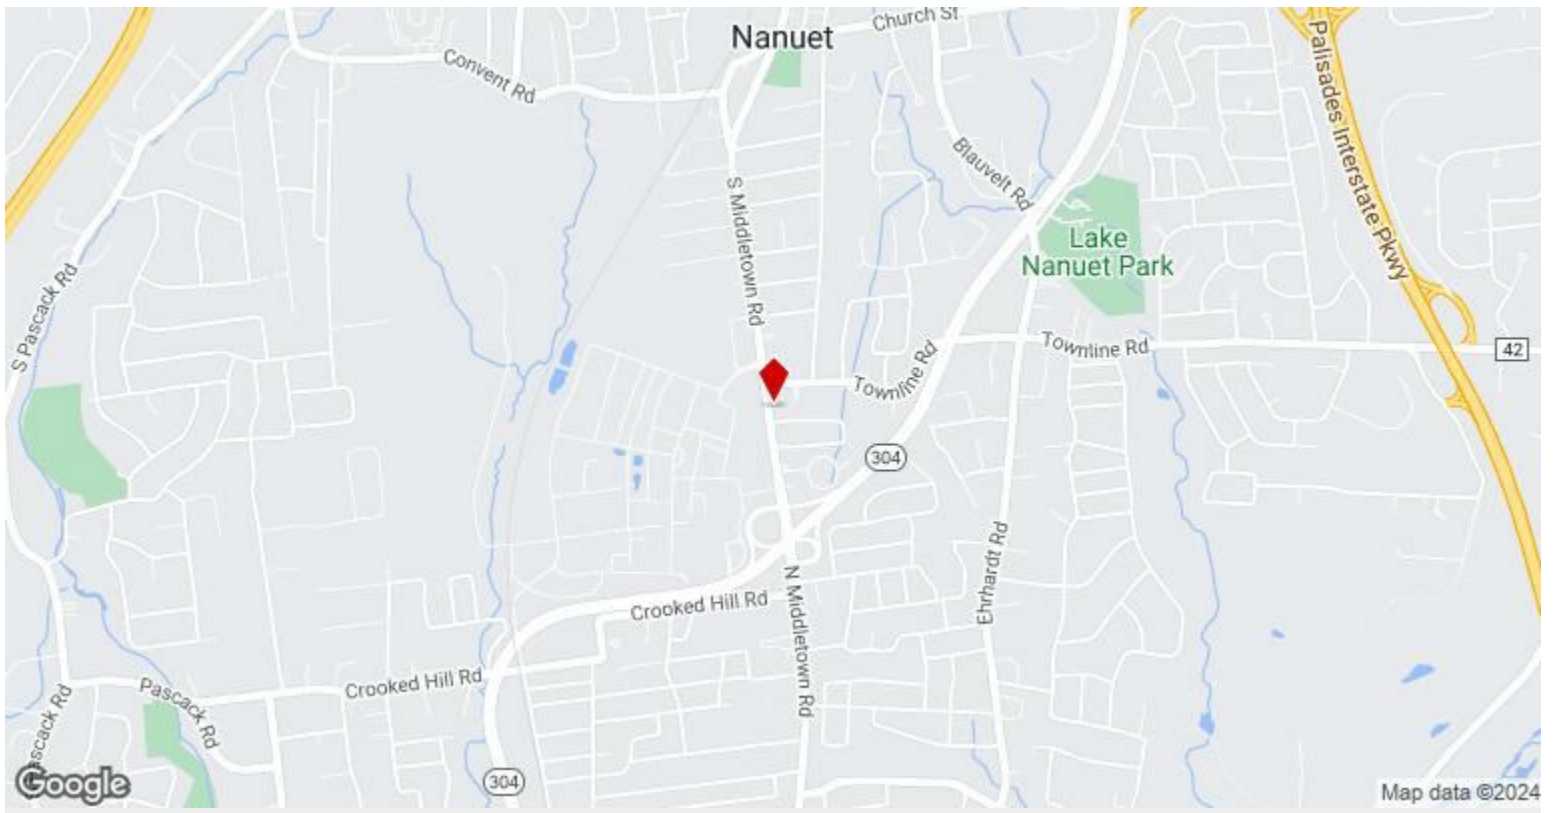 Nanuet
Church St
Convent Rd
Palisades Interstate Pkwy
Blauvelt Rd
S Middletown Rd
Lake
Nanuet Park
S Pascack Rd
Townline Rd
42
Townline Rd
304
Ehrhardt Rd
N Middletown Rd
Crooked Hill Rd
Crooked Hill Rd
Pascack Rd
Pascack Rd
304
Google
Map data ©2024